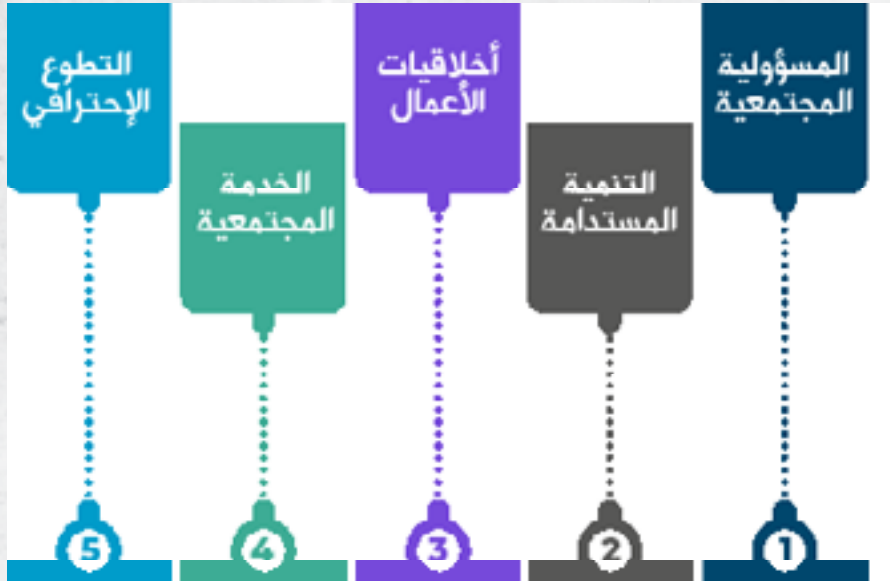 المسؤولية
المجتمعية
1
التنمية
المستدامة
2
أخلاقيات
الأعمال
3
الخدمة
المجتمعية
4
التطوع
الإحترافي
5